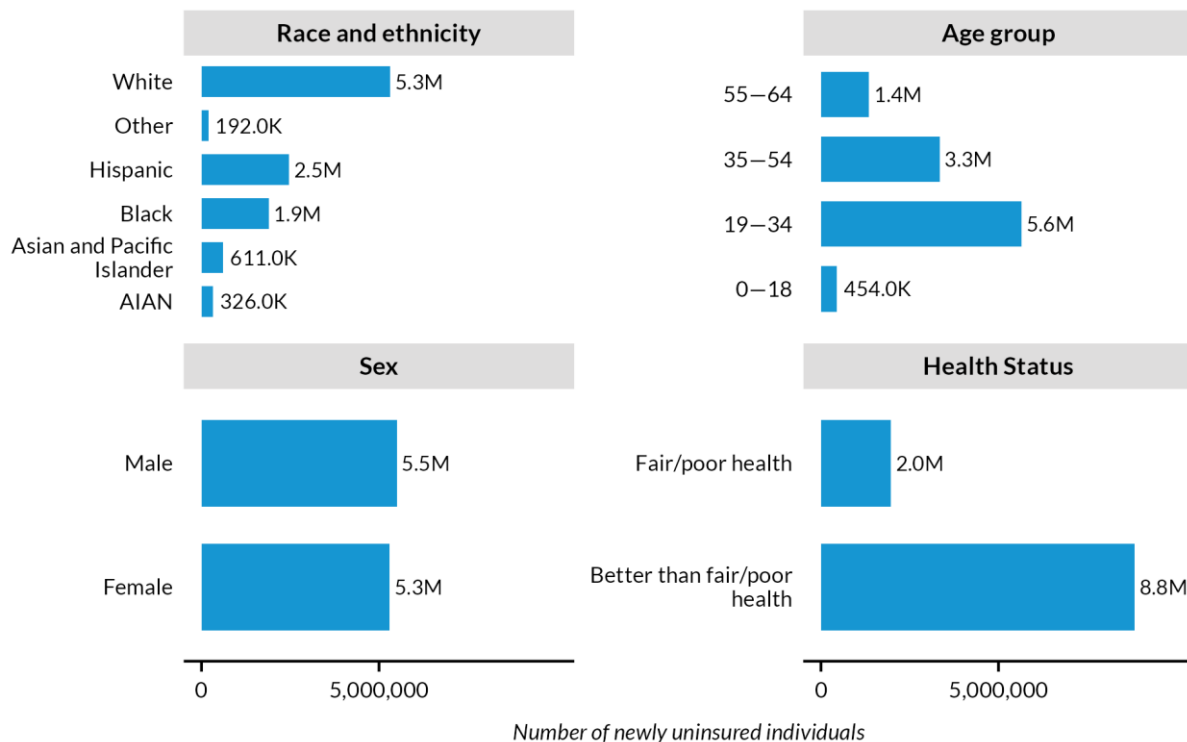 Race and ethnicity
White
5.3M
Other
192.0K
Hispanic
2.5M
Black
1.9M
Asian and Pacific
Islander
611.0K
AIAN
326.0K
Age group
55—64
1.4M
35—54
3.3M
19—34
5.6M
0—18
454.0K
Sex
Male
5.5M
Female
5.3M
0
5,000,000
Health Status
Fair/poor health
2.0M
Better than fair/poor
health
8.8M
0
5,000,000
Number of newly uninsured individuals